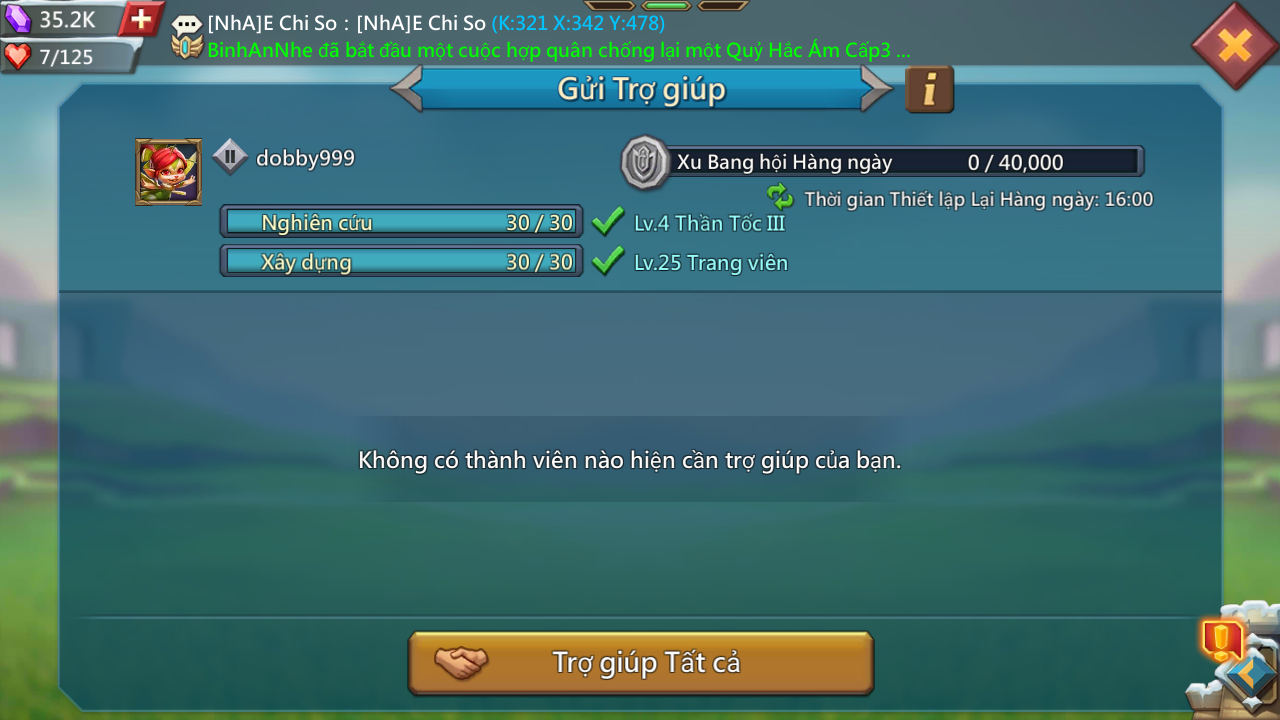 35.2K
[NhA]E Chi So : [NhA]E Chi So (K:321 X:342 Y:478)
7/125
BinhAnNhe đã bắt đầu một cuộc hợp quân chống lại một Quỷ Hắc Ám Cấp3 ...
Gửi Trợ giúp
i
II dobby999
Xu Bang hội Hàng ngày 0 / 40,000
Thời gian Thiết lập Lại Hàng ngày: 16:00
Nghiên cứu 30 / 30 Lv.4 Thần Tốc III
Xây dựng 30 / 30 Lv.25 Trang viên
Không có thành viên nào hiện cần trợ giúp của bạn.
Trợ giúp Tất cả